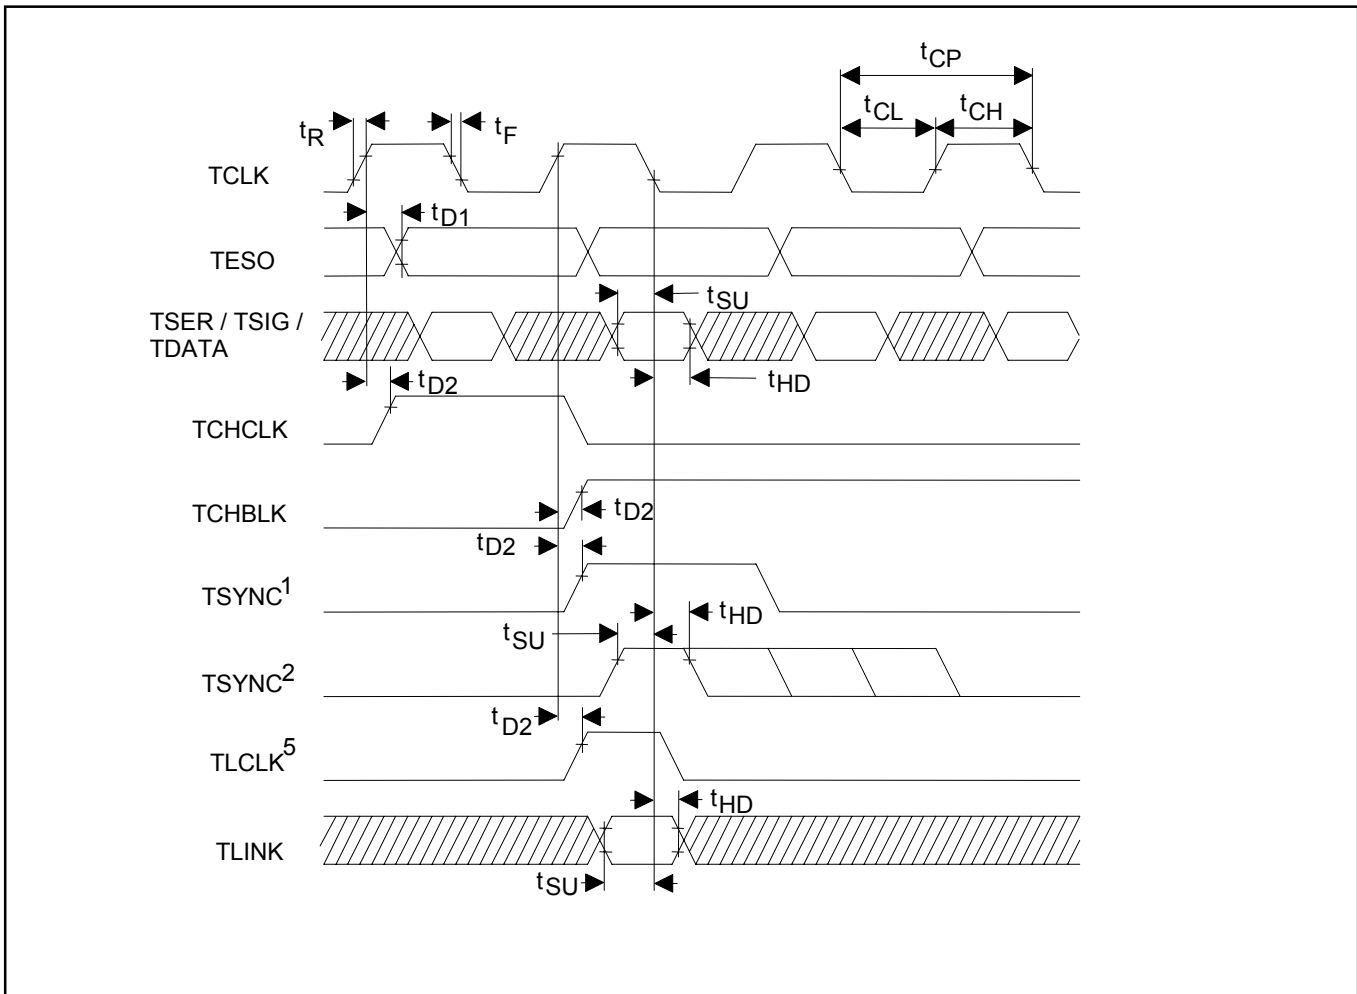 tCP
tCL tCH
tR tF
TCLK
tD1
TESO
tSU
TSER / TSIG /
TDATA
tHD
tD2
TCHCLK
TCHBLK
tD2
tD2
TSYNC1
tHD
tSU
TSYNC2
tD2
TLCLK5
tHD
TLINK
tSU